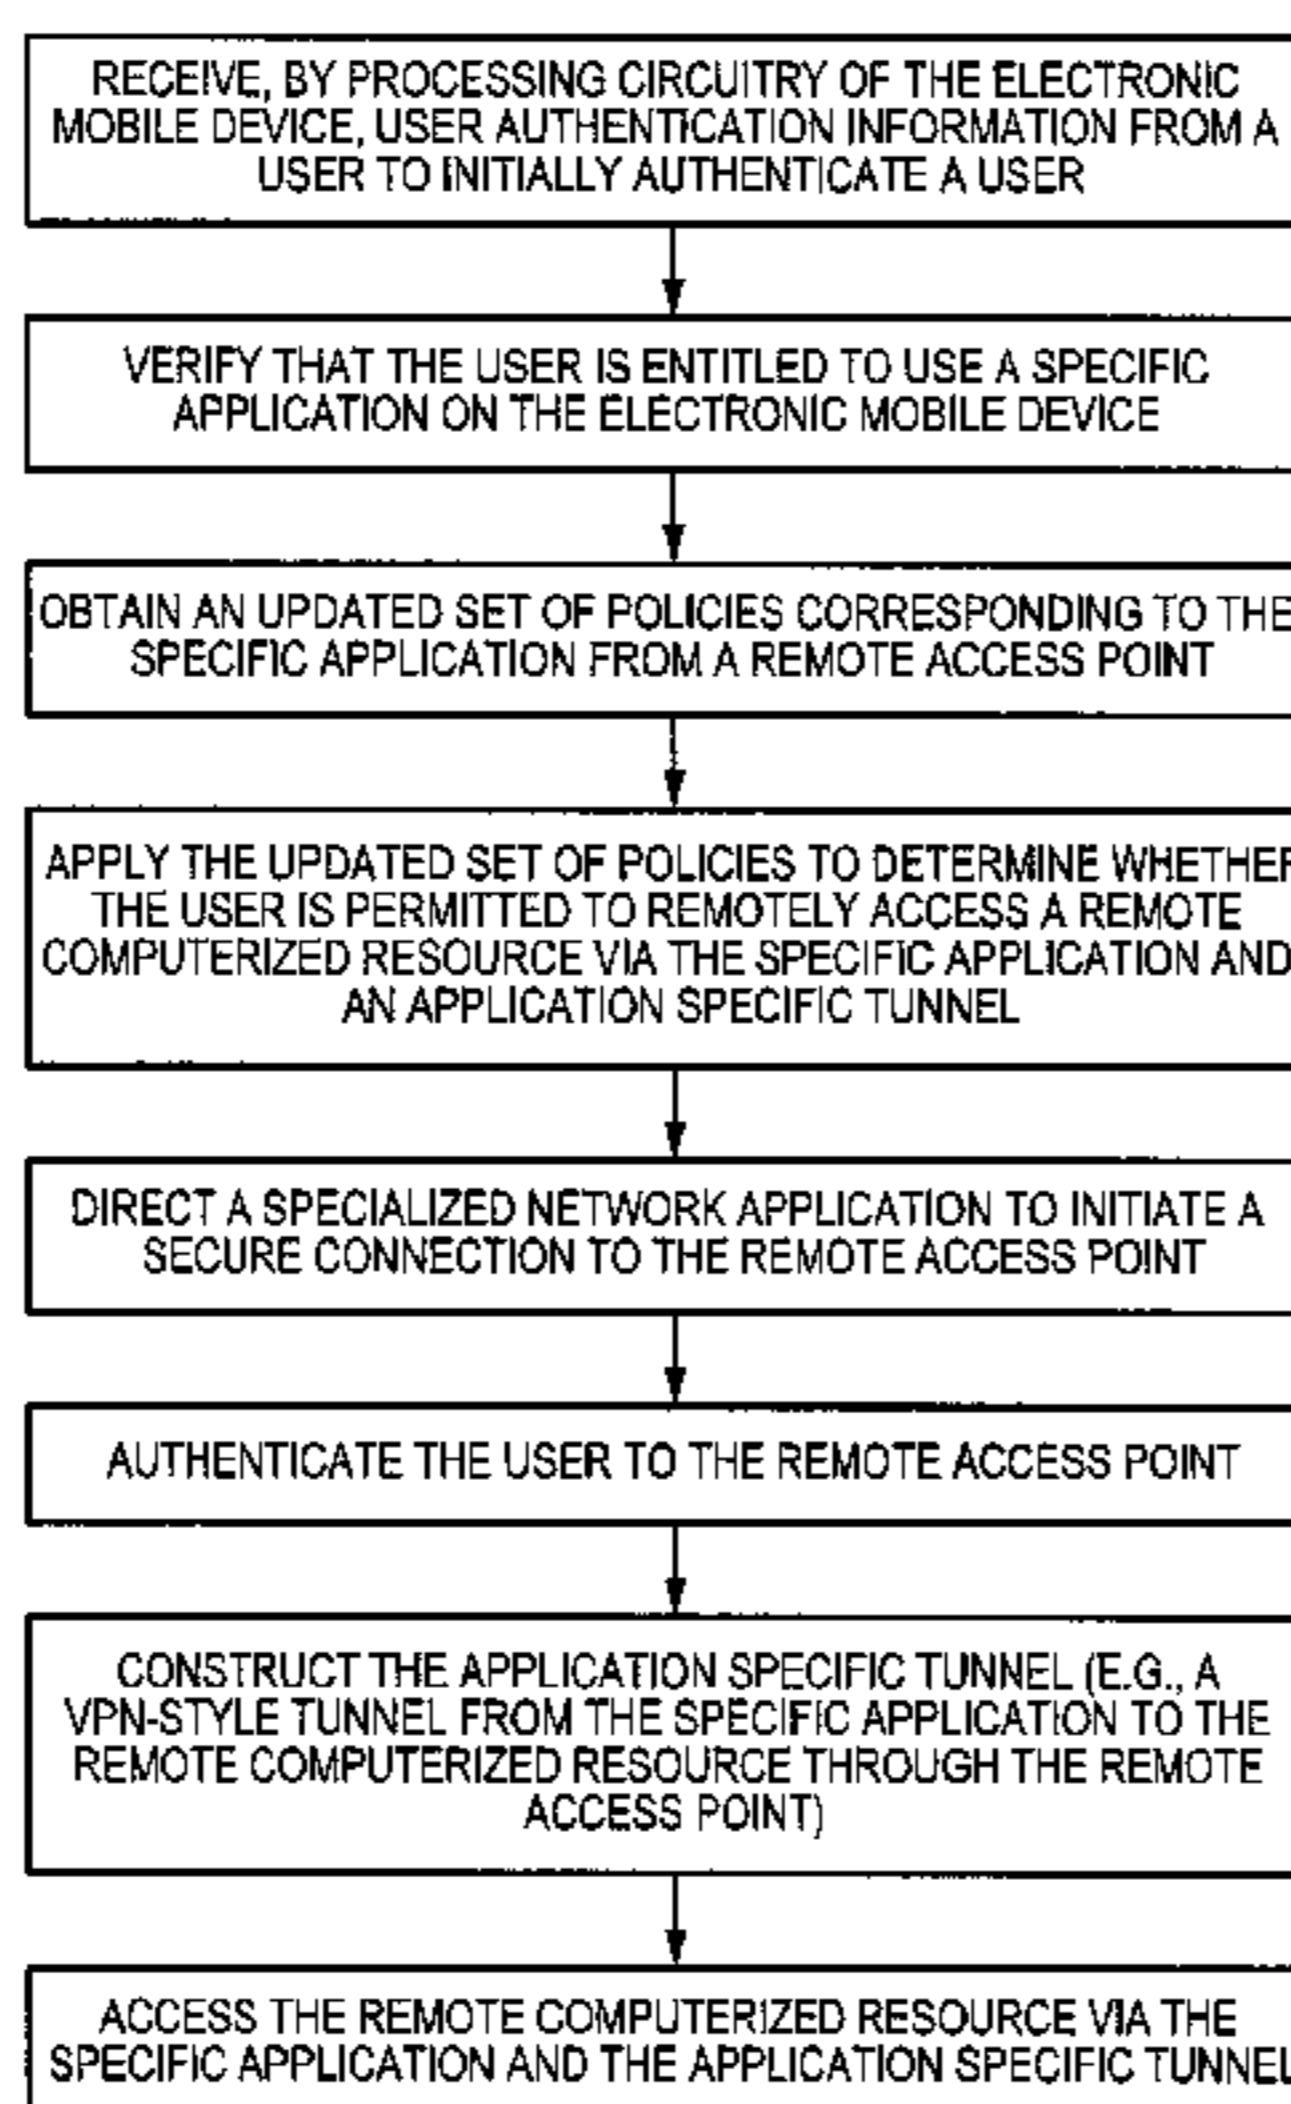 RECEIVE, BY PROCESSING CIRCUITRY OF THE ELECTRONIC
MOBILE DEVICE, USER AUTHENTICATION INFORMATION FROM A
USER TO INITIALLY AUTHENTICATE A USER
VERIFY THAT THE USER IS ENTITLED TO USE A SPECIFIC
APPLICATION ON THE ELECTRONIC MOBILE DEVICE
OBTAIN AN UPDATED SET OF POLICIES CORRESPONDING TO THE
SPECIFIC APPLICATION FROM A REMOTE ACCESS POINT
APPLY THE UPDATED SET OF POLICIES TO DETERMINE WHETHER
THE USER IS PERMITTED TO REMOTELY ACCESS A REMOTE
COMPUTERIZED RESOURCE VIA THE SPECIFIC APPLICATION AND
AN APPLICATION SPECIFIC TUNNEL
DIRECT A SPECIALIZED NETWORK APPLICATION TO INITIATE A
SECURE CONNECTION TO THE REMOTE ACCESS POINT
AUTHENTICATE THE USER TO THE REMOTE ACCESS POINT
CONSTRUCT THE APPLICATION SPECIFIC TUNNEL (E.G., A
VPN-STYLE TUNNEL FROM THE SPECIFIC APPLICATION TO THE
REMOTE COMPUTERIZED RESOURCE THROUGH THE REMOTE
ACCESS POINT)
ACCESS THE REMOTE COMPUTERIZED RESOURCE VIA THE
SPECIFIC APPLICATION AND THE APPLICATION SPECIFIC TUNNEL